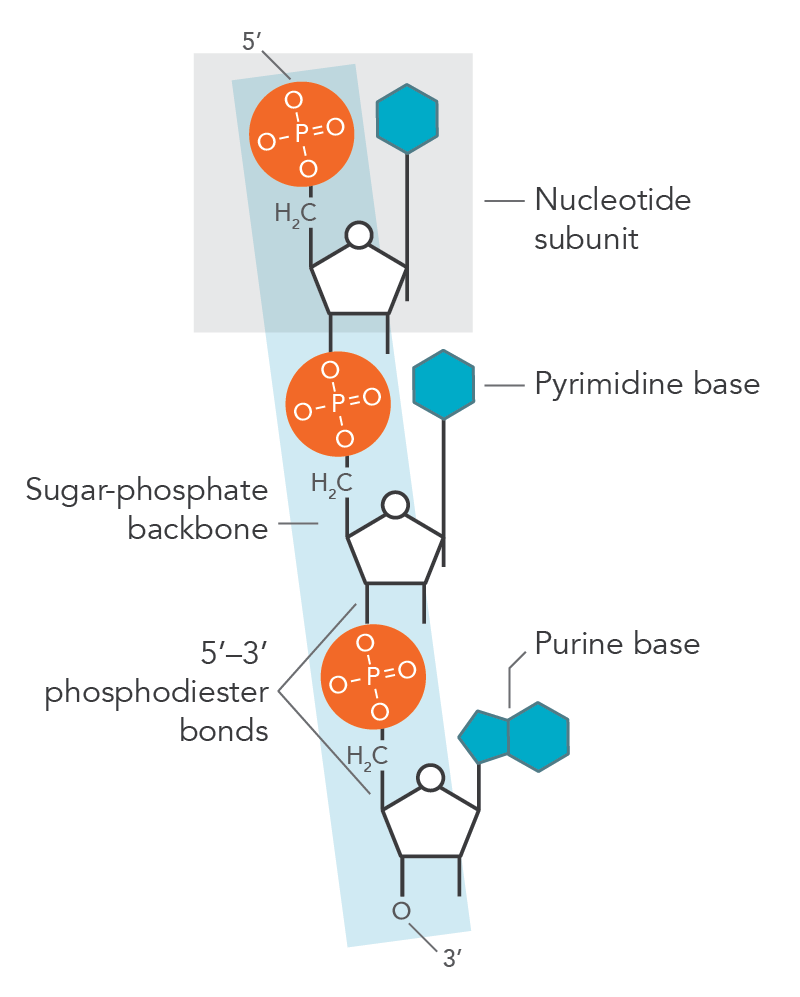 5′
O
O–P=O
O
H₂C
Nucleotide
subunit
O
O–P=O
O
Pyrimidine base
H₂C
Sugar-phosphate
backbone
O
O–P=O
O
5′–3′
phosphodiester
bonds
Purine base
H₂C
O
3′